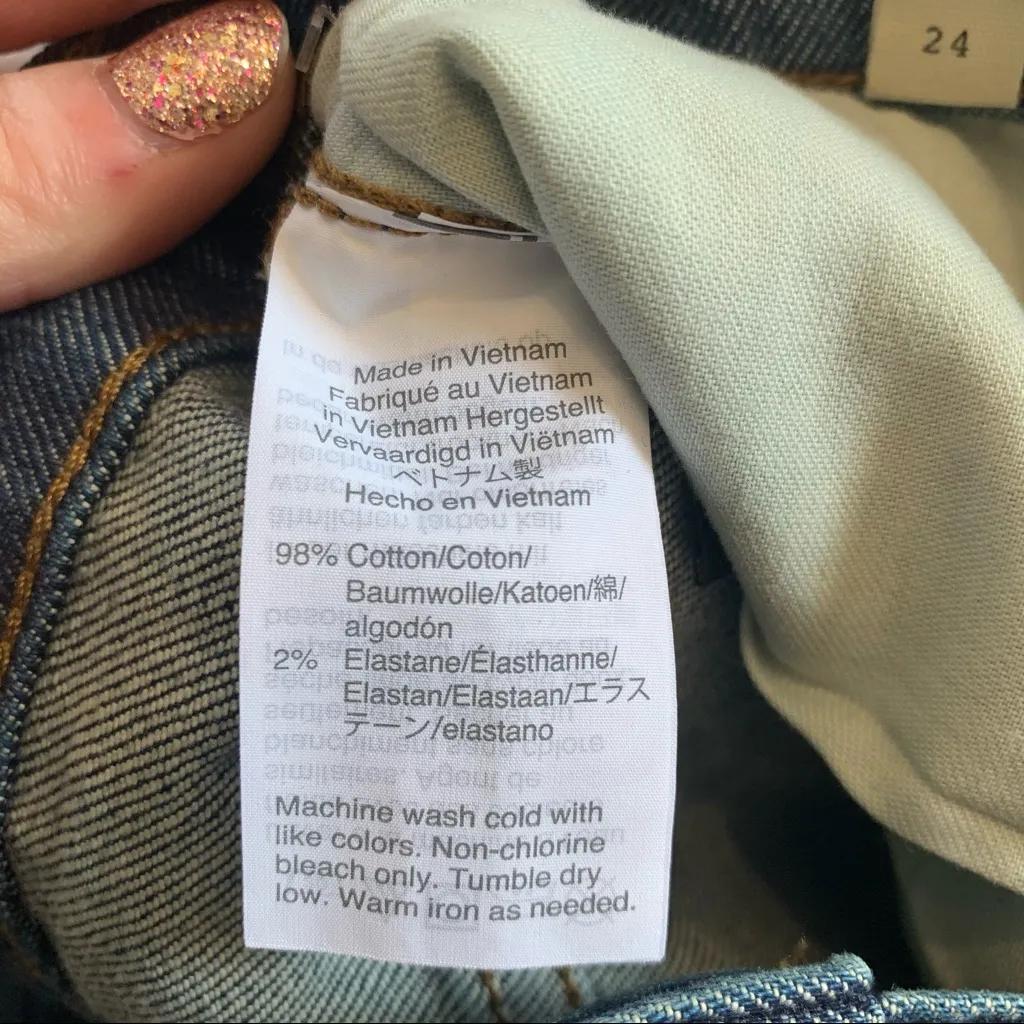 24
Made in Vietnam
Fabriqué au Vietnam
in Vietnam Hergestellt
Vervaardigd in Viëtnam
ベトナム製
Hecho en Vietnam
98% Cotton/Coton/
Baumwolle/Katoen/綿/
algodón
2% Elastane/Élasthanne/
Elastan/Elastaan/エラス
テーン/elastano
Machine wash cold with
like colors. Non-chlorine
bleach only. Tumble dry
low. Warm iron as needed.